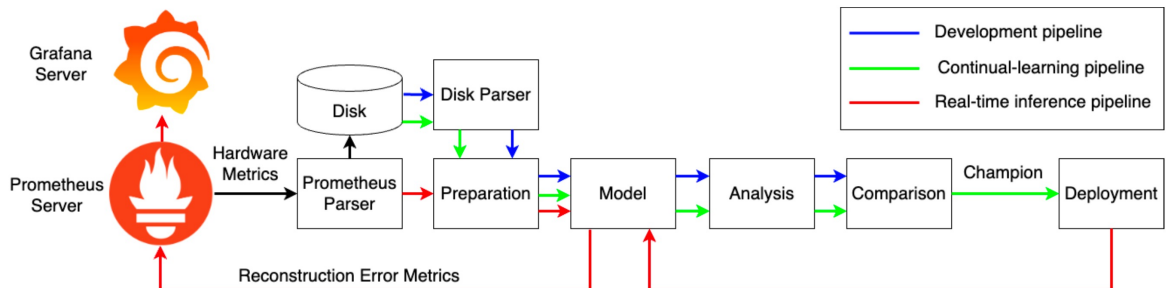 Grafana
Server
Development pipeline
Continual-learning pipeline
Real-time inference pipeline
Disk
Disk Parser
Hardware
Metrics
Prometheus
Server
Prometheus
Parser
Preparation
Model
Analysis
Comparison
Champion
Deployment
Reconstruction Error Metrics